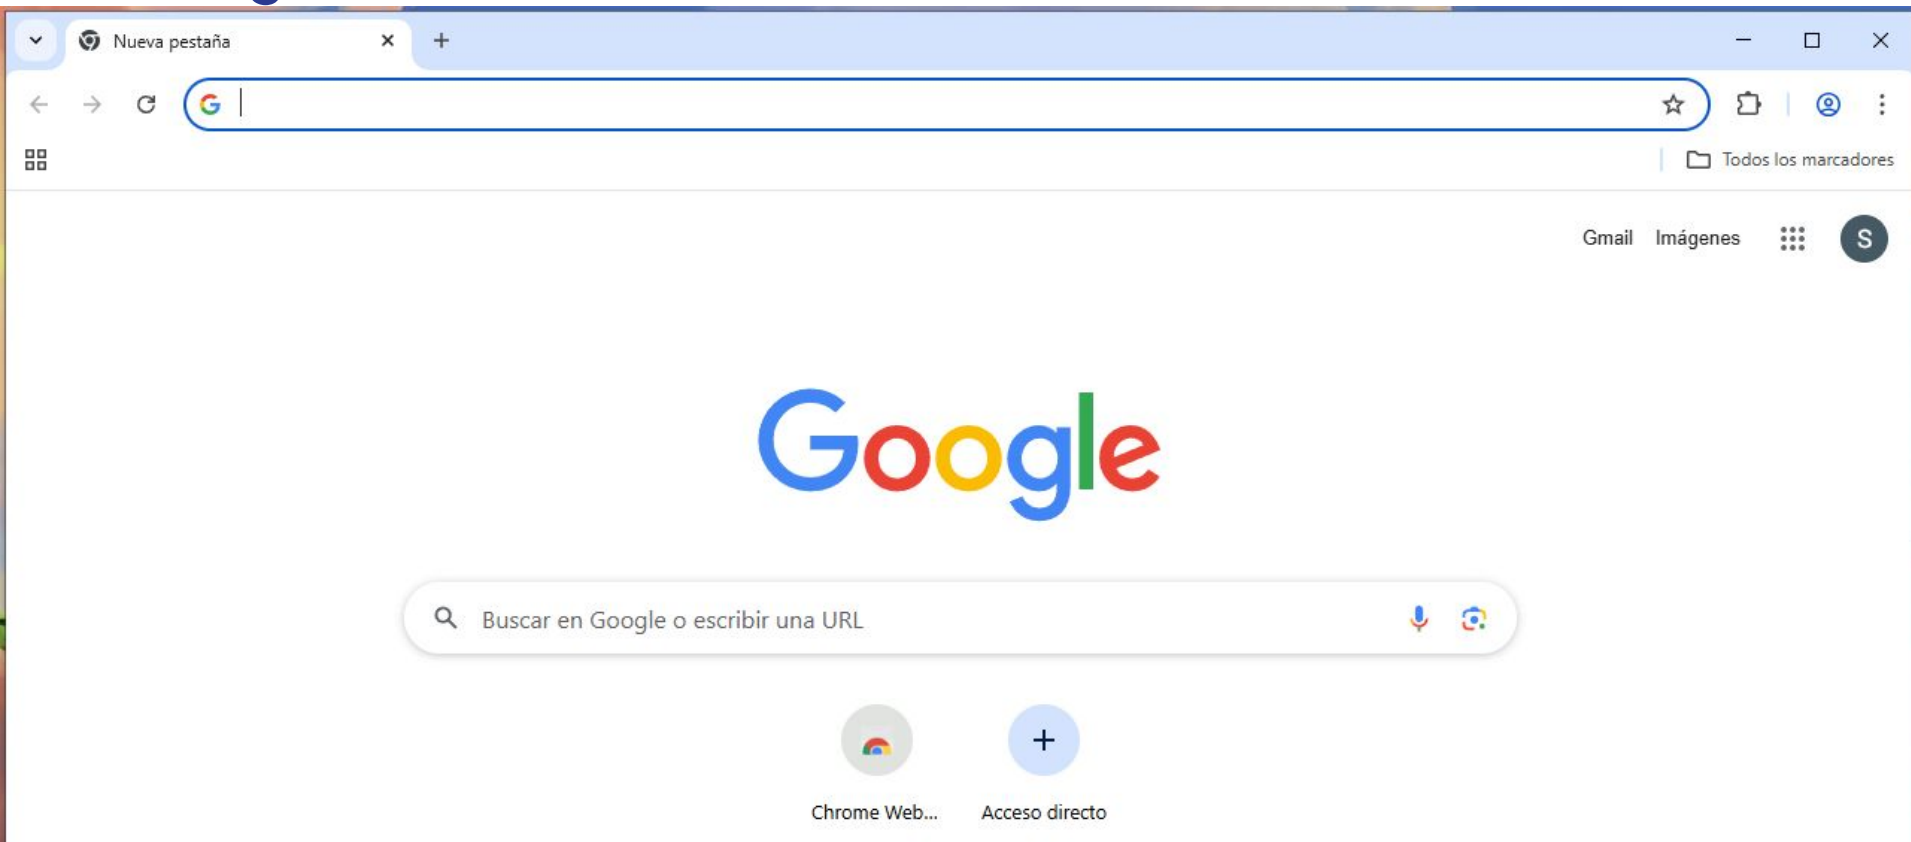 Nueva pestaña
Todos los marcadores
Gmail Imágenes S
Google
Buscar en Google o escribir una URL
Chrome Web... Acceso directo